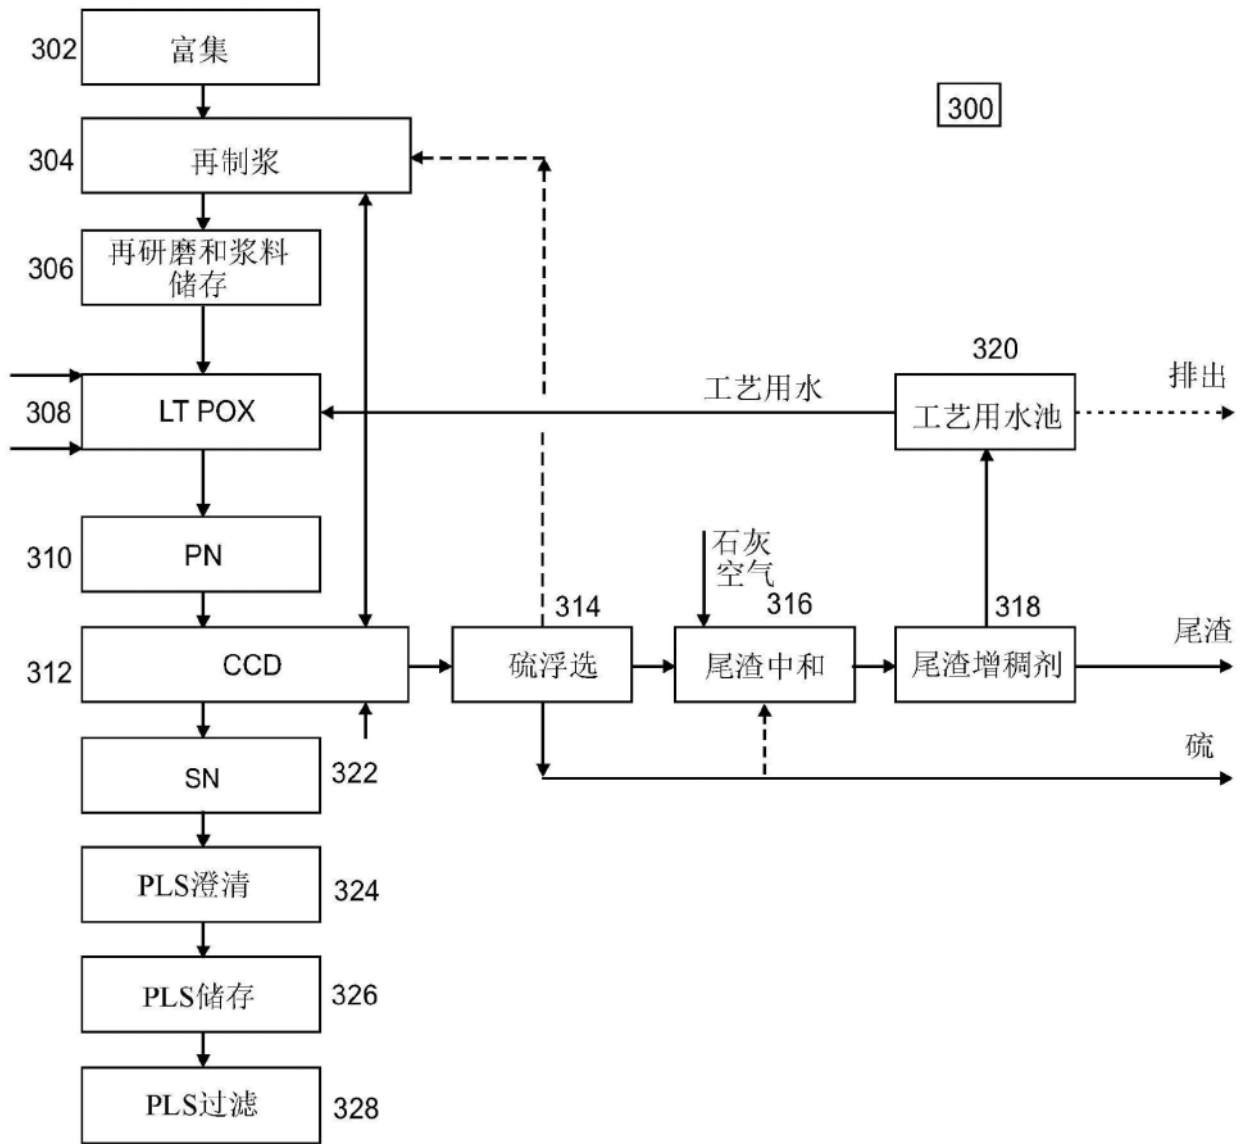 302
富集
300
304
再制浆
306
再研磨和浆料
储存
320
308
LT POX
工艺用水
工艺用水池
排出
310
PN
石灰
空气
314
316
318
312
CCD
硫浮选
尾渣中和
尾渣增稠剂
尾渣
SN
322
硫
PLS澄清
324
PLS储存
326
PLS过滤
328